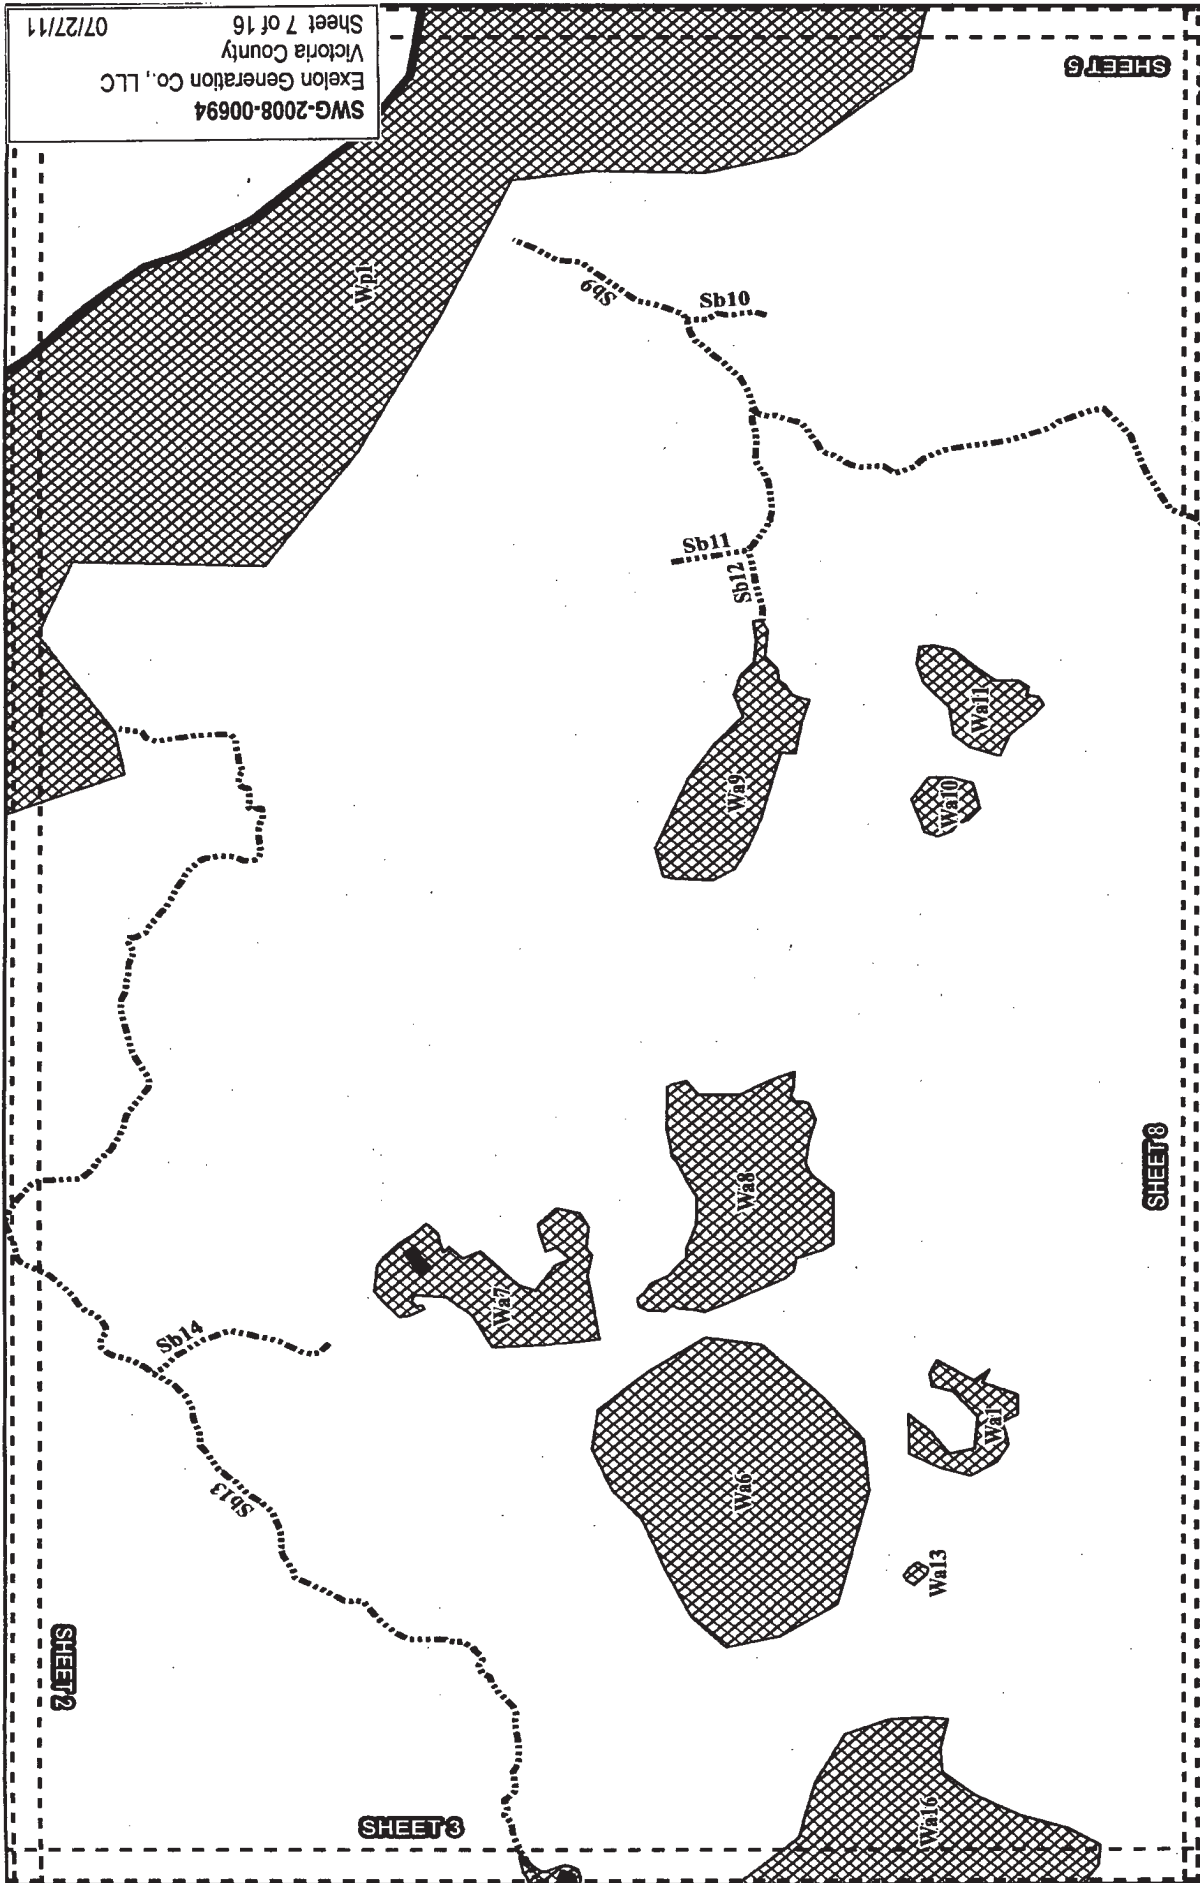 SWG-2008-00694
Exelon Generation Co., LLC
Victoria County
Sheet 7 of 16
07/27/11
SHEET 5
Wp1
Sb9
Sb10
Sb11
Sb12
Wa11
Wa9
Wa10
SHEET 8
Wa8
Wa7
Sb14
Wa1
Wa6
Sb13
Wa13
SHEET 2
SHEET 3
Wa16